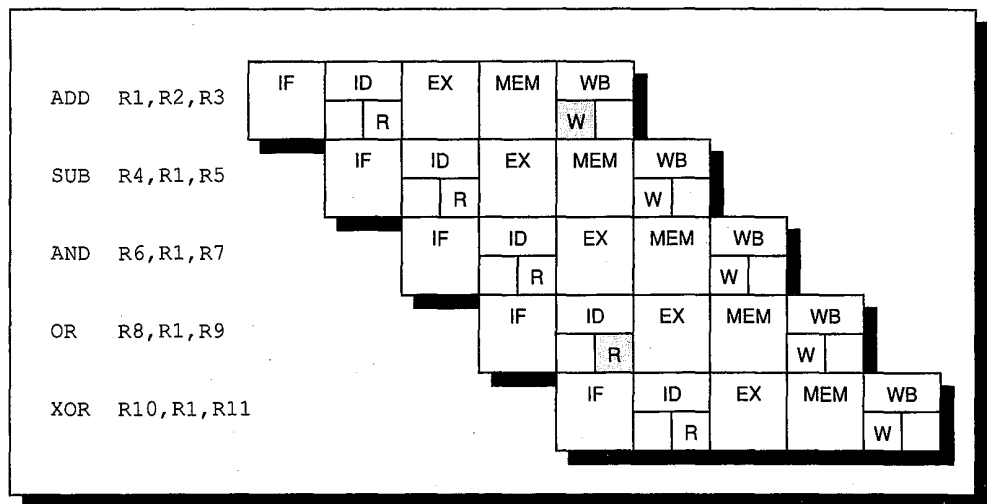 ADD R1,R2,R3 IF ID EX MEM WB
R W
SUB R4,R1,R5 IF ID EX MEM WB
R W
AND R6,R1,R7 IF ID EX MEM WB
R W
OR R8,R1,R9 IF ID EX MEM WB
R W
XOR R10,R1,R11 IF ID EX MEM WB
R W